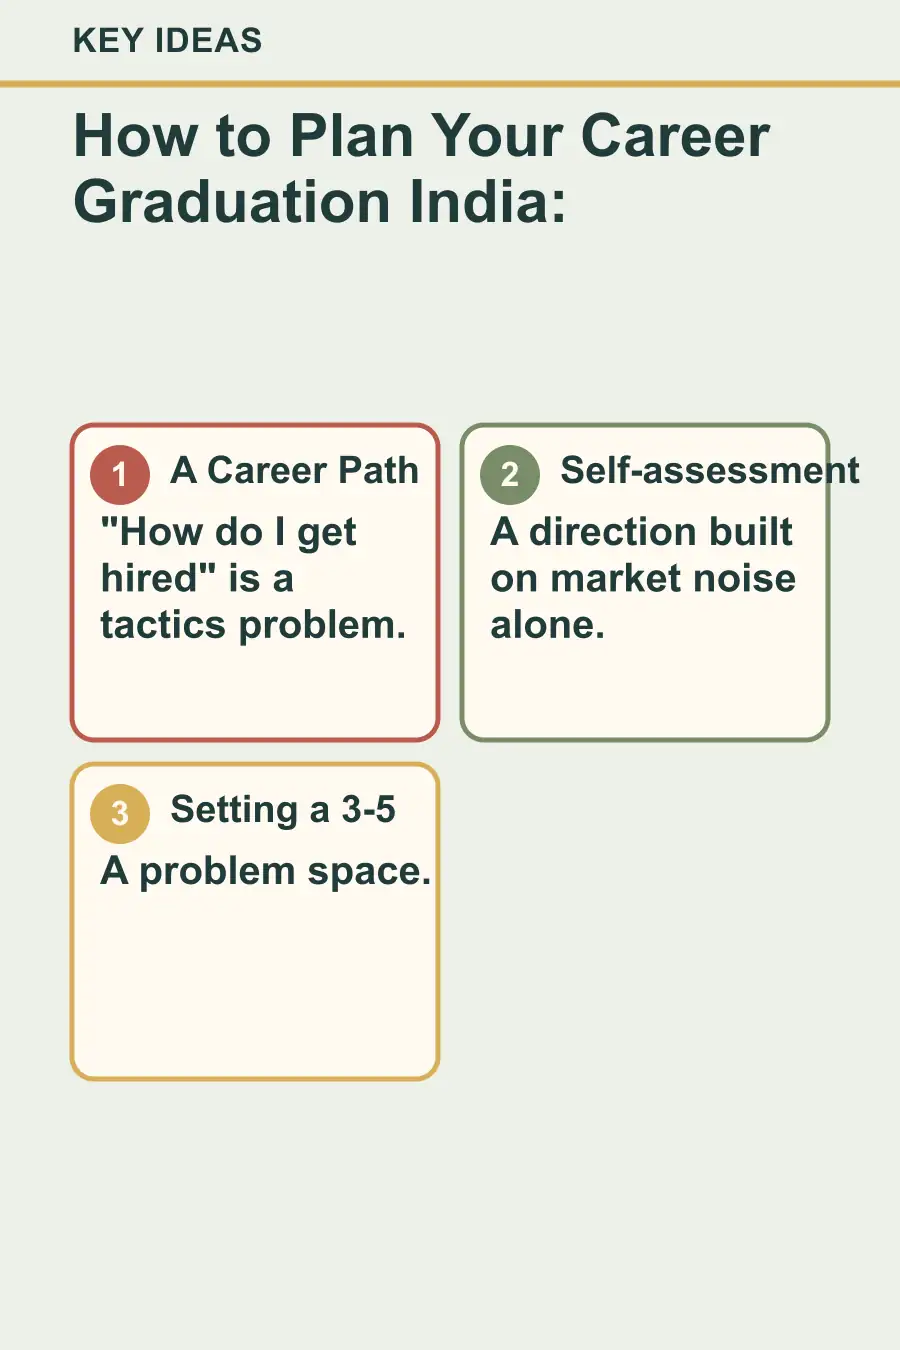 KEY IDEAS
How to Plan Your Career
Graduation India:
1 A Career Path
"How do I get
hired" is a
tactics problem.
2 Self-assessment
A direction built
on market noise
alone.
3 Setting a 3-5
A problem space.